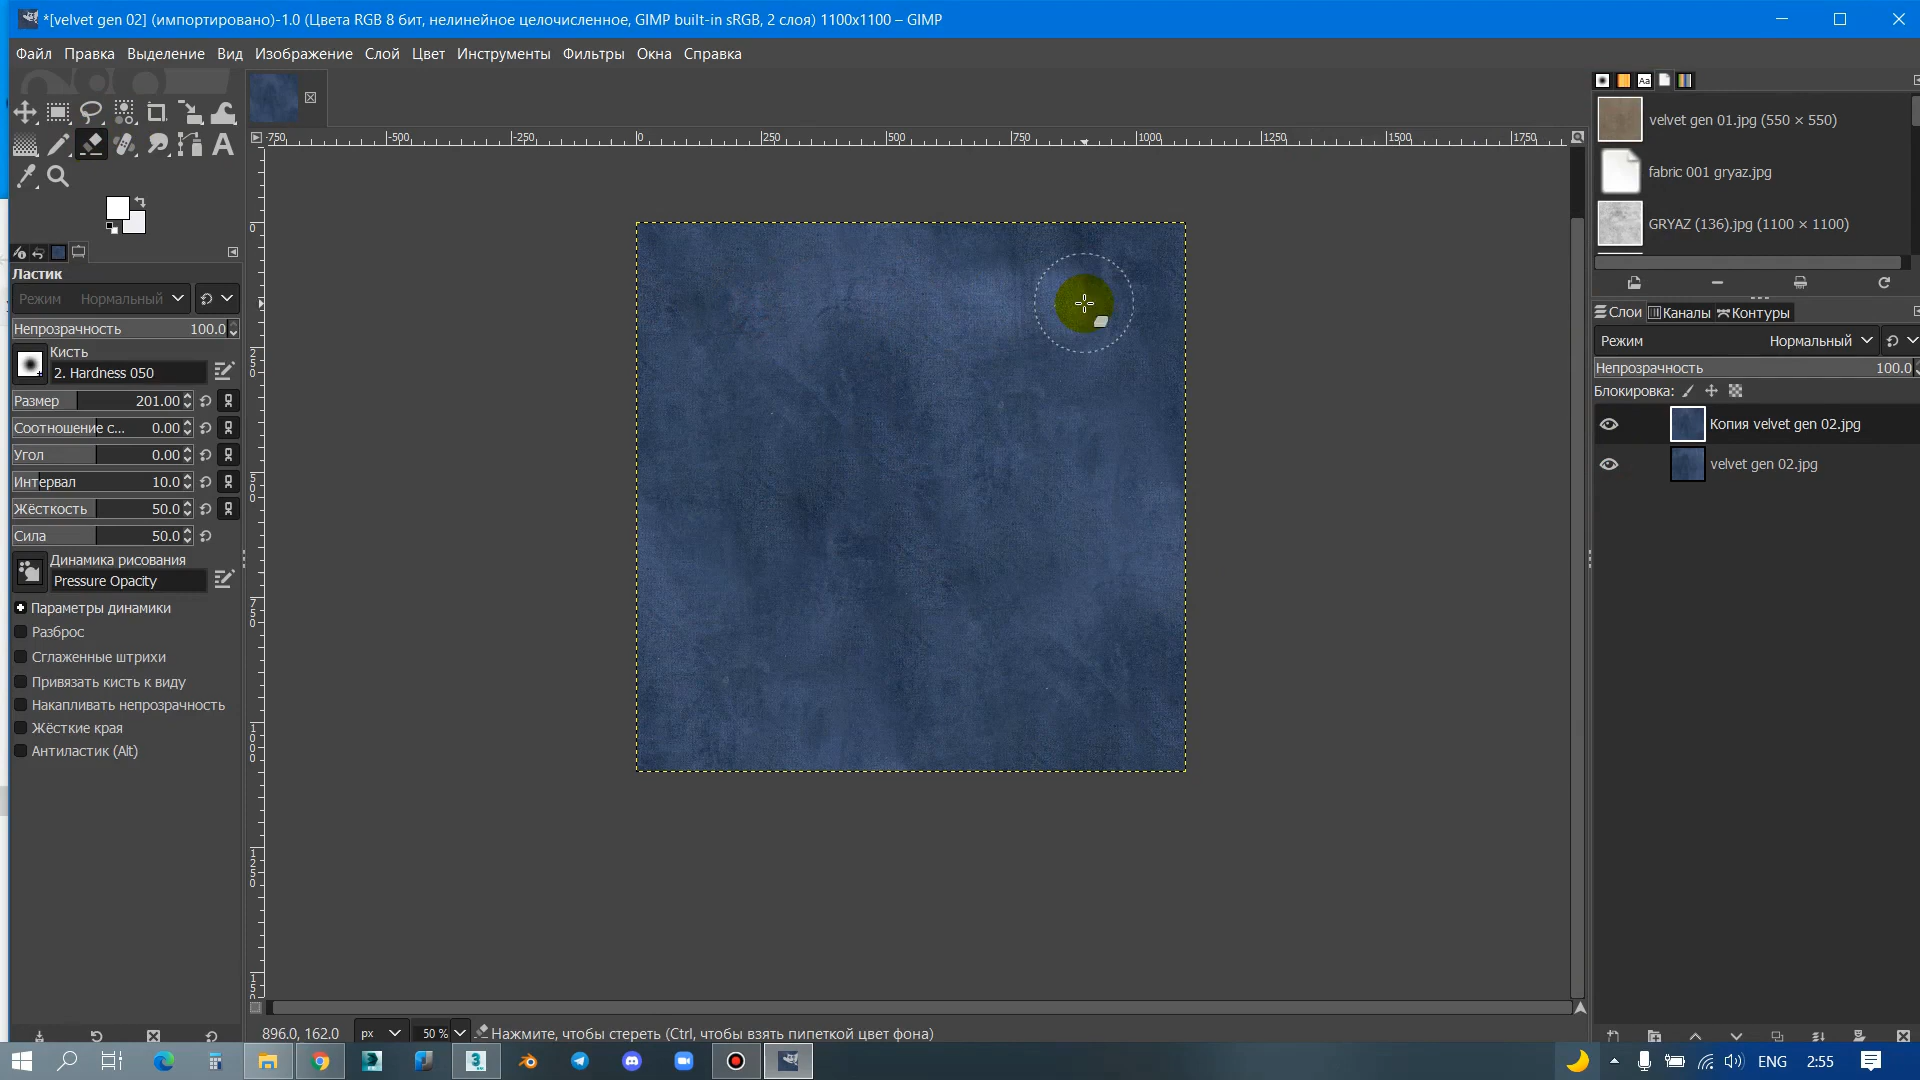 *[velvet gen 02] (импортировано)-1.0 (Цвета RGB 8 бит, нелинейное целочисленное, GIMP built-in sRGB, 2 слоя) 1100x1100 – GIMP
Файл Правка Выделение Вид Изображение Слой Цвет Инструменты Фильтры Окна Справка
Aa
velvet gen 01.jpg (550 × 550)
fabric 001 gryaz.jpg
GRYAZ (136).jpg (1100 × 1100)
-750 -500 -250 0 250 500 750 1000 1250 1500 1750
0
250
500
750
1000
1250
Ластик
Режим Нормальный
Непрозрачность 100.0
Кисть
2. Hardness 050
Размер 201.00
Соотношение с... 0.00
Угол 0.00
Интервал 10.0
Жёсткость 50.0
Сила 50.0
Динамика рисования
Pressure Opacity
Параметры динамики
Разброс
Сглаженные штрихи
Привязать кисть к виду
Накапливать непрозрачность
Жёсткие края
Антиластик (Alt)
Слои Каналы Контуры
Режим Нормальный
Непрозрачность 100.0
Блокировка:
Копия velvet gen 02.jpg
velvet gen 02.jpg
896.0, 162.0 px 50 % Нажмите, чтобы стереть (Ctrl, чтобы взять пипеткой цвет фона)
ENG 2:55